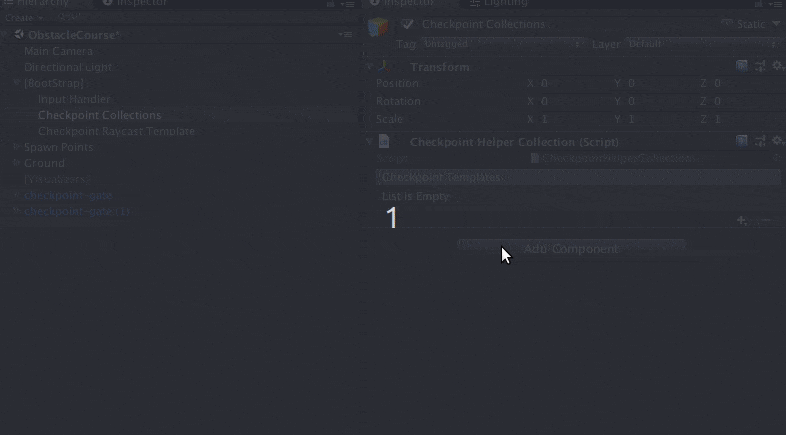 Hierarchy
Inspector
Create
ObstacleCourse*
Main Camera
Directional Light
[BootStrap]
Input Handler
Checkpoint Collections
Checkpoint Raycast Template
Spawn Points
Ground
[Visualizer]
checkpoint-gate
checkpoint-gate (1)
Inspector
Lighting
Checkpoint Collections
Static
Tag Untagged Layer Default
Transform
Position X 0 Y 0 Z 0
Rotation X 0 Y 0 Z 0
Scale X 1 Y 1 Z 1
Checkpoint Helper Collection (Script)
Script
Checkpoint Templates
List is Empty
1
Add Component